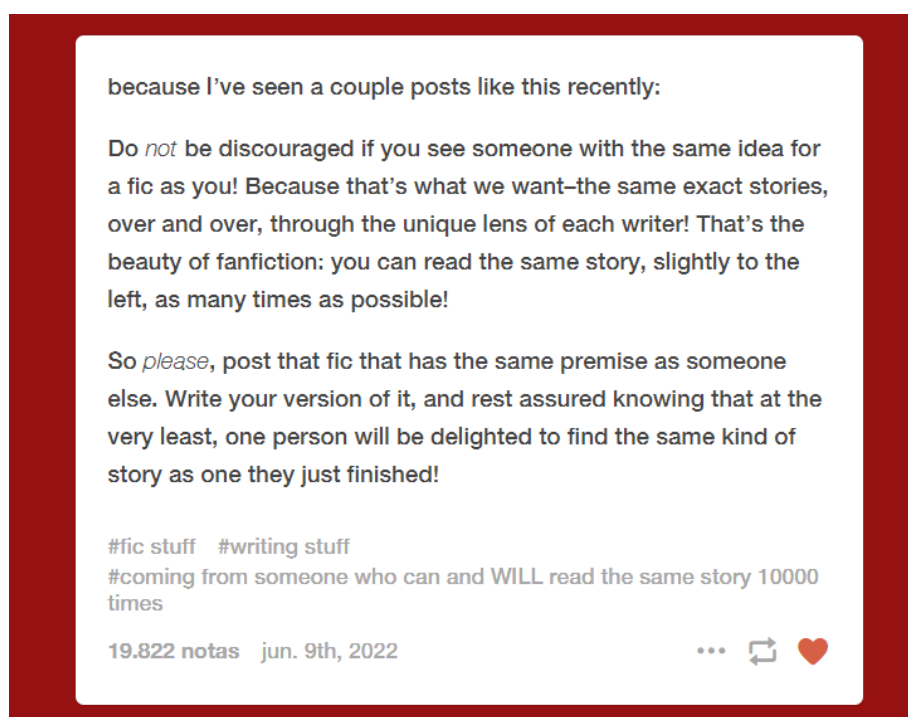 because I’ve seen a couple posts like this recently:
Do not be discouraged if you see someone with the same idea for
a fic as you! Because that’s what we want–the same exact stories,
over and over, through the unique lens of each writer! That’s the
beauty of fanfiction: you can read the same story, slightly to the
left, as many times as possible!
So please, post that fic that has the same premise as someone
else. Write your version of it, and rest assured knowing that at the
very least, one person will be delighted to find the same kind of
story as one they just finished!
#fic stuff #writing stuff
#coming from someone who can and WILL read the same story 10000
times
19.822 notas jun. 9th, 2022